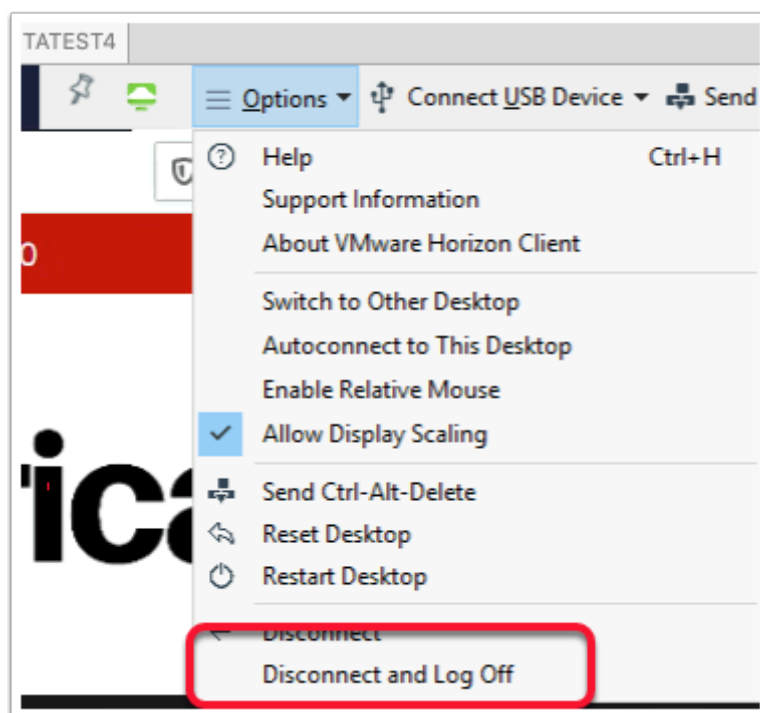 TATEST4
Options Connect USB Device Send
Help Ctrl+H
Support Information
About VMware Horizon Client
0
Switch to Other Desktop
Autoconnect to This Desktop
Enable Relative Mouse
Allow Display Scaling
ica
Send Ctrl-Alt-Delete
Reset Desktop
Restart Desktop
Disconnect
Disconnect and Log Off